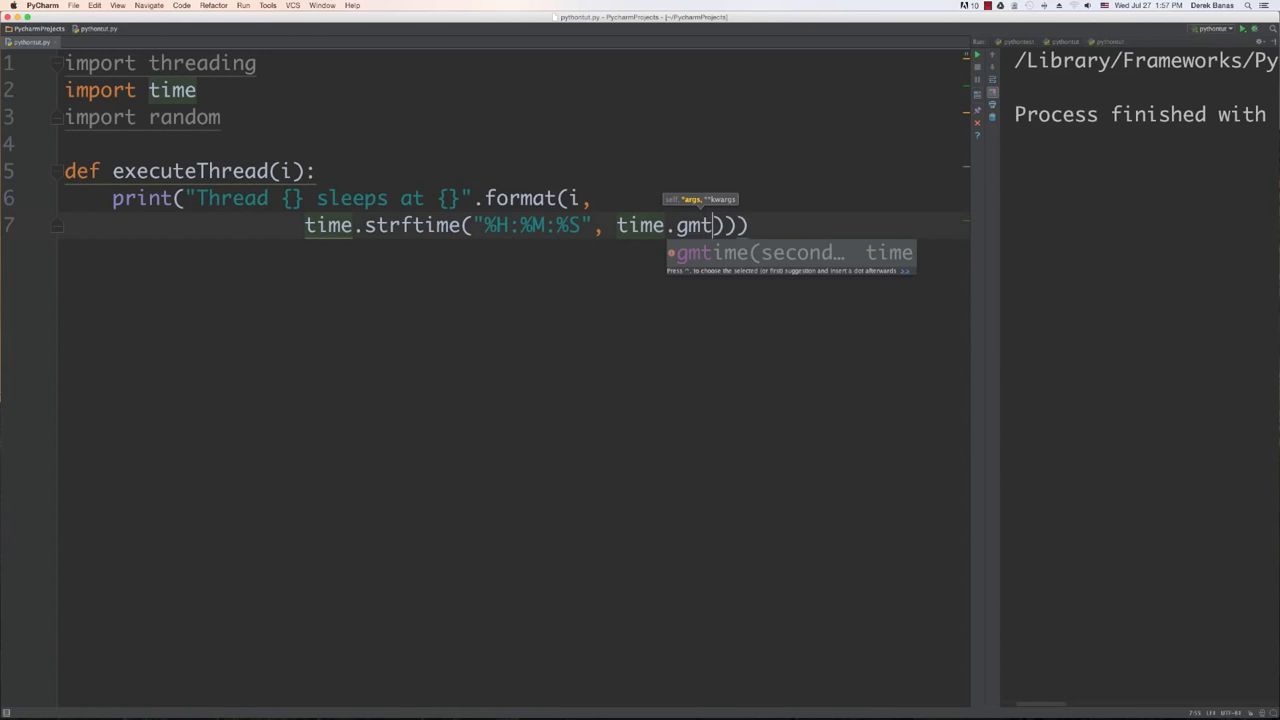 PyCharm File Edit View Navigate Code Refactor Run Tools VCS Window Help 10 Wed Jul 27 1:57 PM Derek Banas
pythontut.py - PycharmProjects - [~/PycharmProjects]
PycharmProjects pythontut.py pythontut
pythontut.py Run: pythontest pythontut pythontut
1 import threading
2 import time
3 import random
4
5 def executeThread(i):
6 print("Thread {} sleeps at {}".format(i,
self, *args, **kwargs
7 time.strftime("%H:%M:%S", time.gmt)))
gmtime(second… time
Press ^. to choose the selected (or first) suggestion and insert a dot afterwards >>
/Library/Frameworks/Py
Process finished with
7:55 LF‡ UTF-8‡